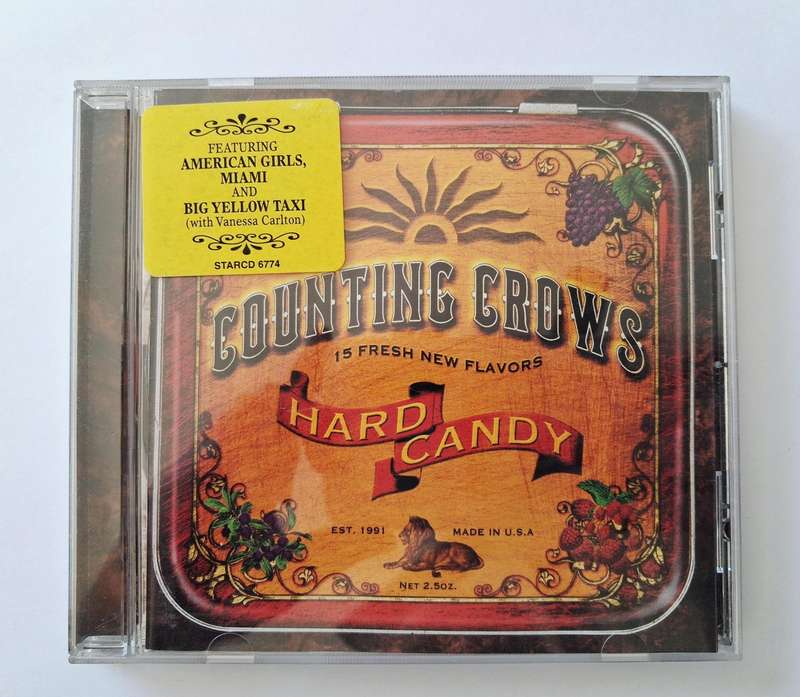 FEATURING
AMERICAN GIRLS,
MIAMI
AND
BIG YELLOW TAXI
(with Vanessa Carlton)
STARCD 6774
COUNTING CROWS
15 FRESH NEW FLAVORS
HARD
CANDY
EST. 1991 MADE IN U.S.A
NET 2.5OZ.